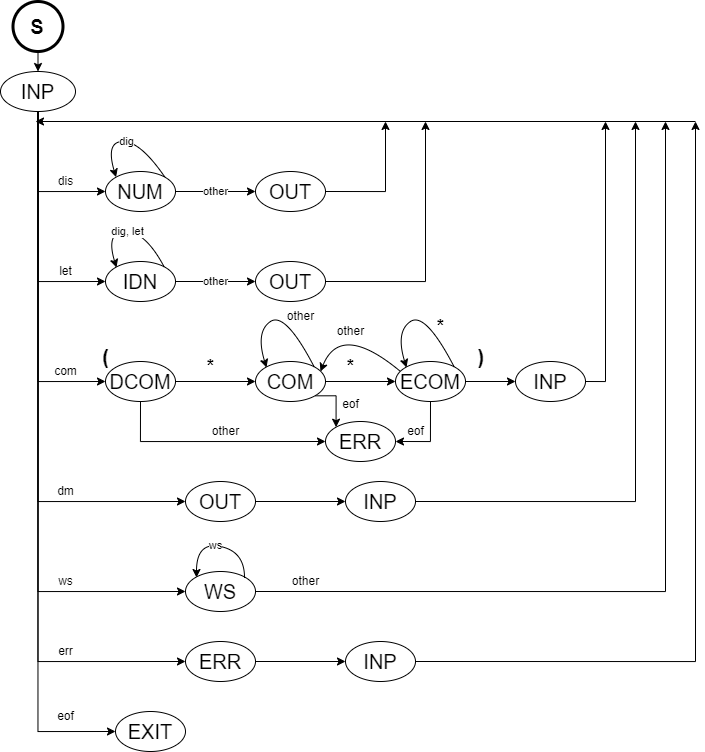 S
INP
dig
dis
NUM
other
OUT
dig, let
let
IDN
other
OUT
other
other
*
com
(
DCOM
*
COM
*
ECOM
)
INP
eof
other
ERR
eof
dm
OUT
INP
ws
ws
WS
other
err
ERR
INP
eof
EXIT